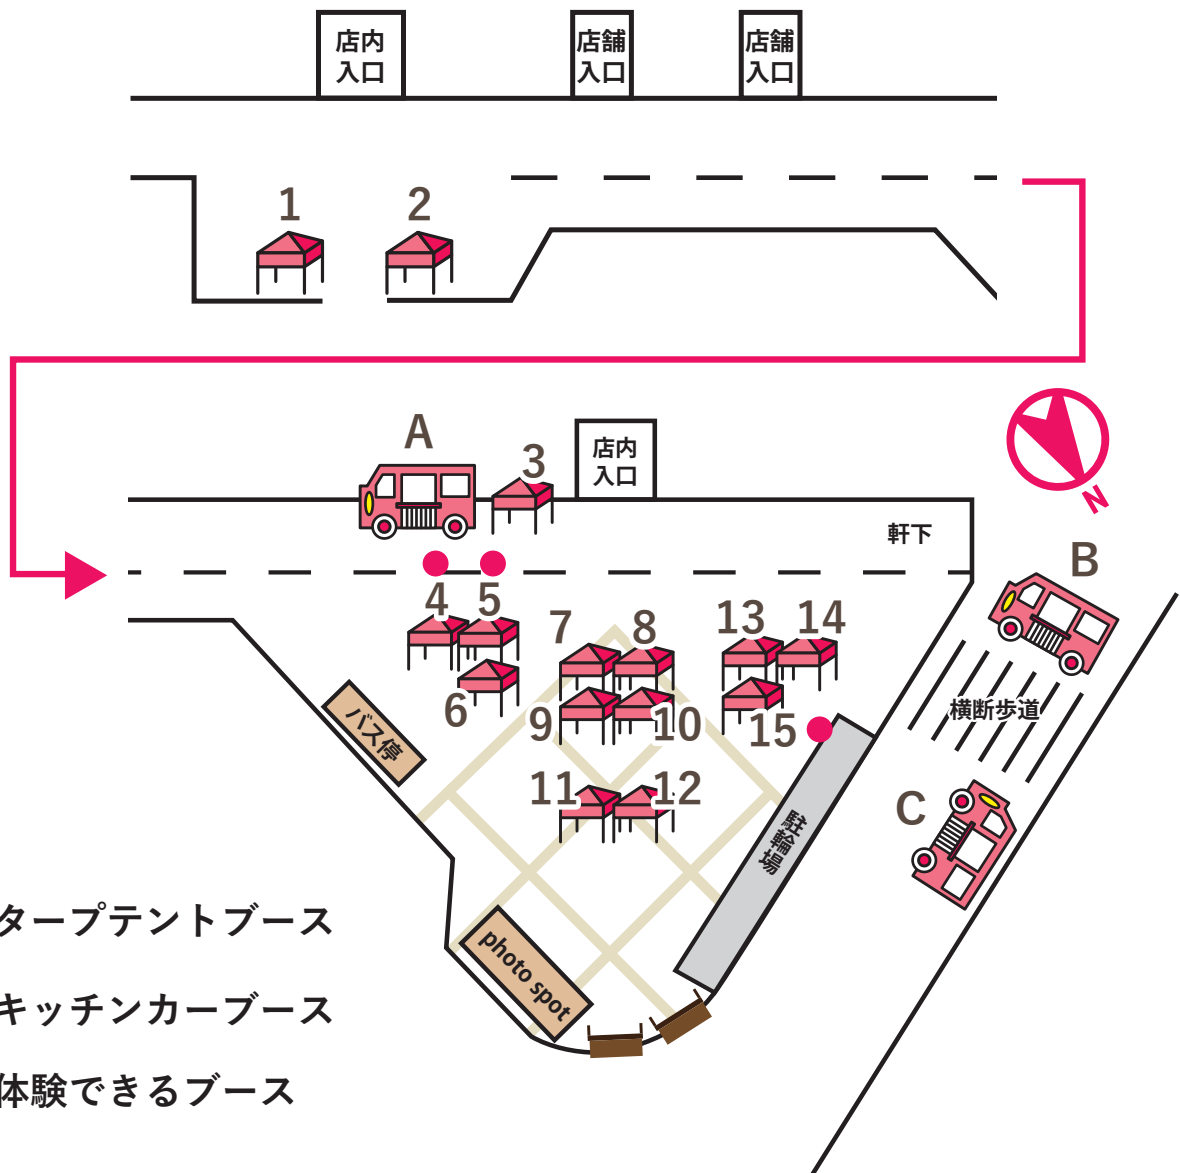 店内
入口
店舗
入口
店舗
入口
1
2
A
3
店内
入口
軒下
N
B
4
5
6
7
8
9
10
11
12
13
14
15
横断歩道
C
バス停
駐輪場
photo spot
タープテントブース
キッチンカーブース
体験できるブース